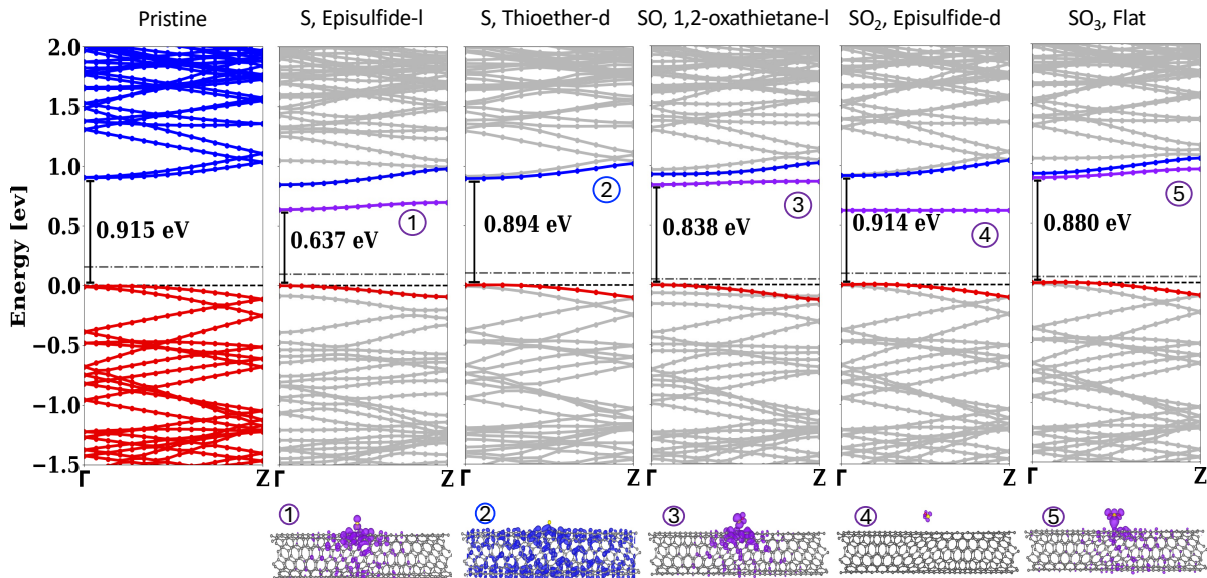 Pristine
S, Episulfide-l
S, Thioether-d
SO, 1,2-oxathietane-l
SO₂, Episulfide-d
SO₃, Flat
Energy [ev]
2.0
1.5
1.0
0.5
0.0
−0.5
−1.0
−1.5
0.915 eV
0.637 eV
0.894 eV
0.838 eV
0.914 eV
0.880 eV
1
2
3
4
5
Γ Z
Γ Z
Γ Z
Γ Z
Γ Z
Γ Z
1
2
3
4
5